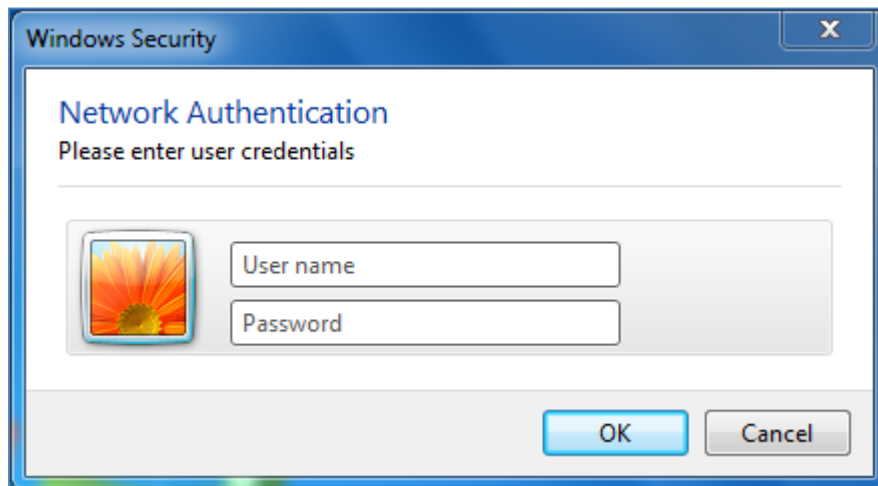 Windows Security
Network Authentication
Please enter user credentials
User name
Password
OK
Cancel